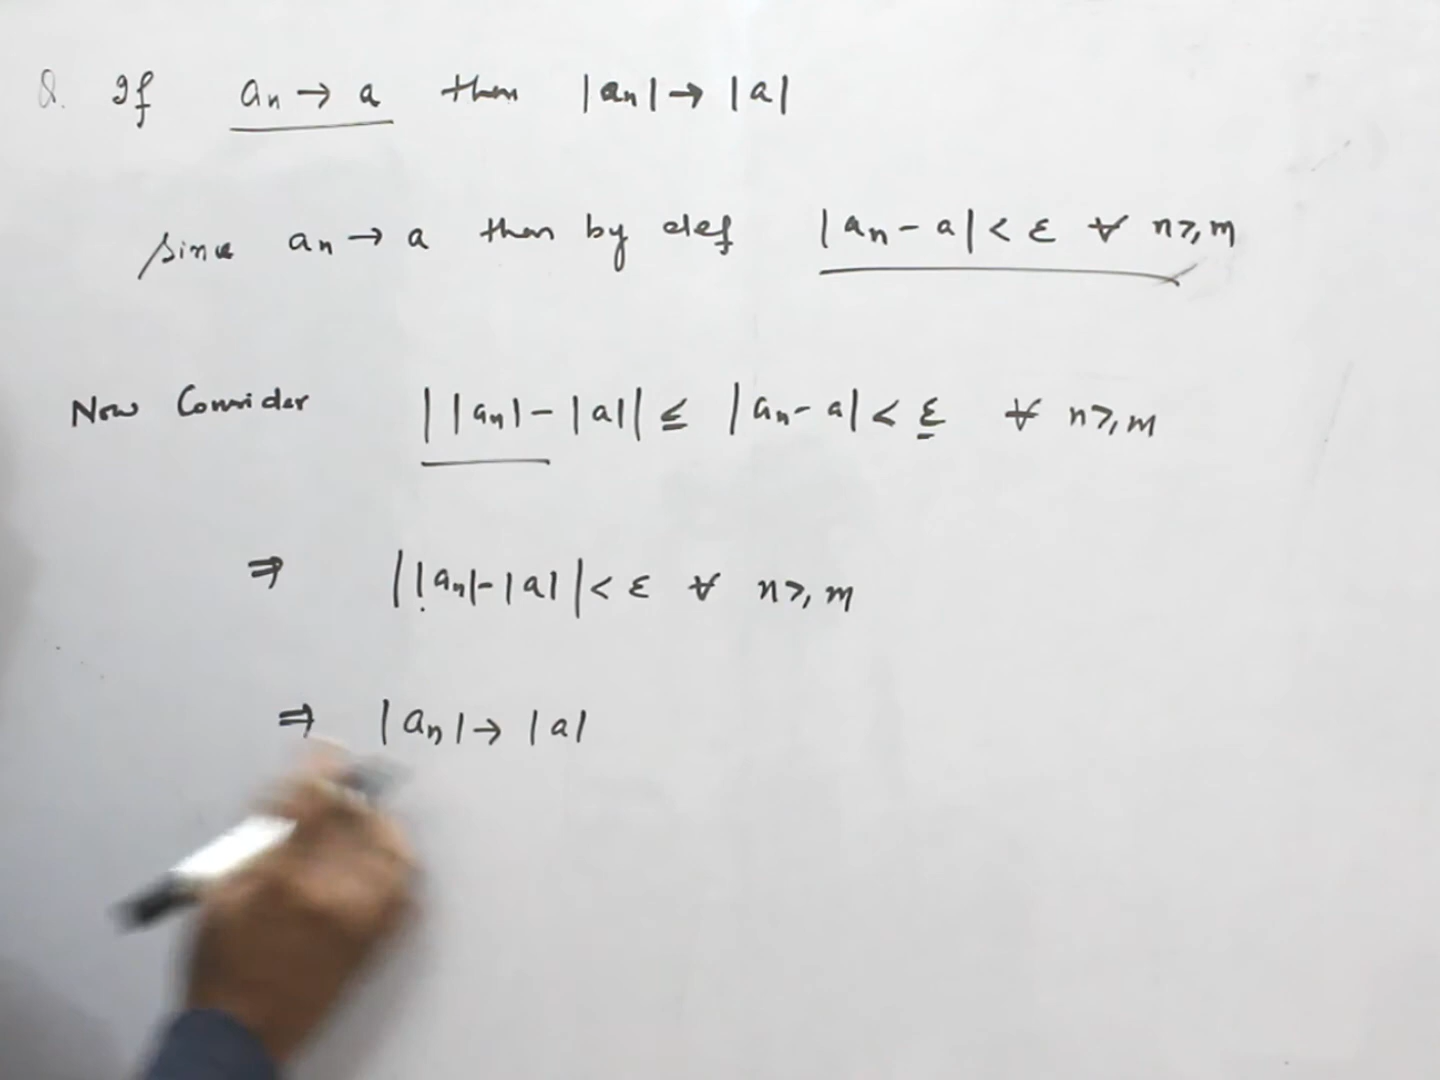 Q. If an → a then |an| → |a|
Since an → a then by def |an - a| < ε ∀ n ≥ m
Now Consider ||an| - |a|| ≤ |an - a| < ε ∀ n ≥ m
⇒ ||an| - |a|| < ε ∀ n ≥ m
⇒ |an| → |a|